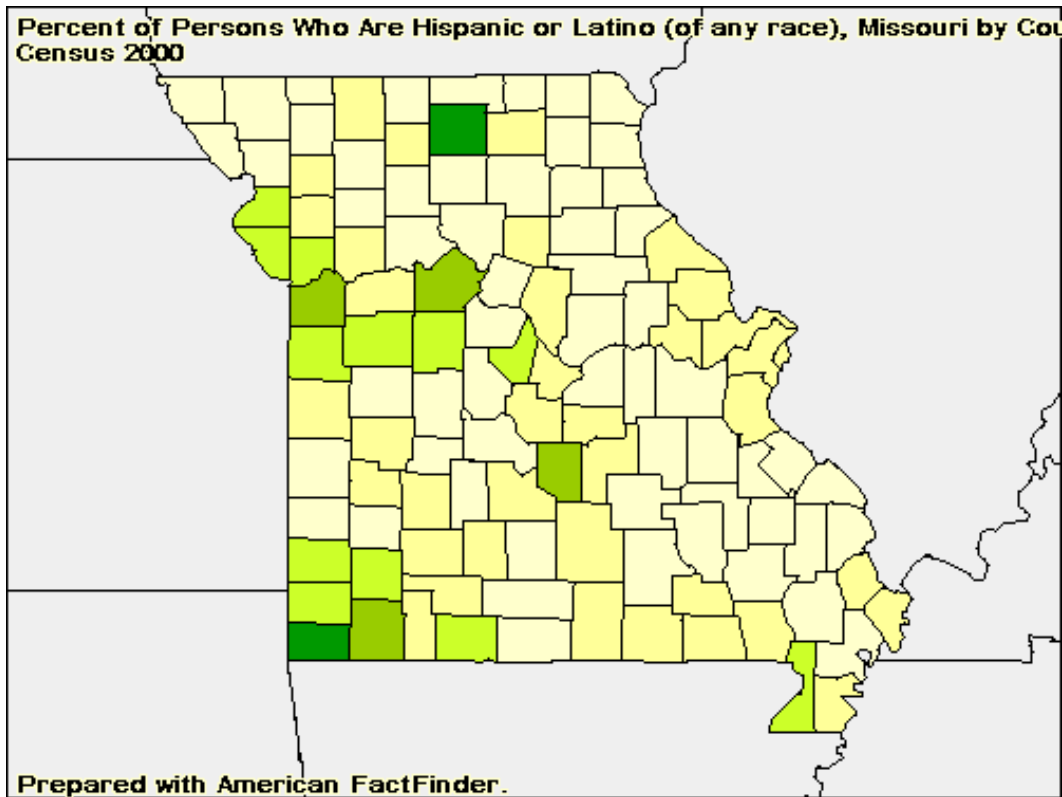 Percent of Persons Who Are Hispanic or Latino (of any race), Missouri by Cou
Census 2000
Prepared with American FactFinder.